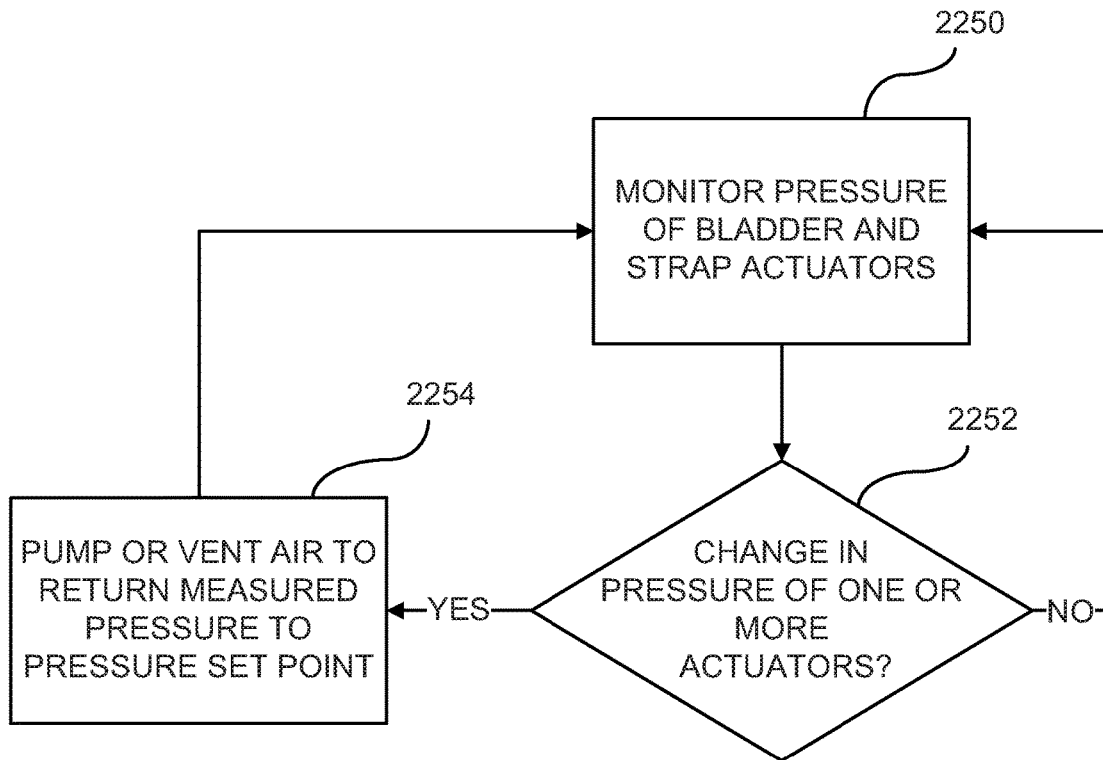 2250
MONITOR PRESSURE
OF BLADDER AND
STRAP ACTUATORS
2254
2252
PUMP OR VENT AIR TO
RETURN MEASURED
PRESSURE TO
PRESSURE SET POINT
YES
CHANGE IN
PRESSURE OF ONE OR
MORE
ACTUATORS?
NO